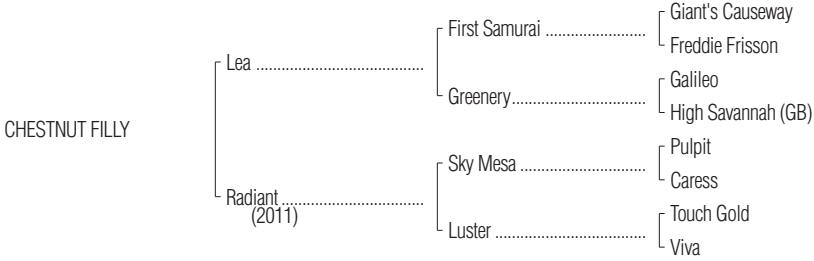 Giant's Causeway
First Samurai ........................
Freddie Frisson
Lea ........................................
Galileo
Greenery................................
High Savannah (GB)
CHESTNUT FILLY
Pulpit
Sky Mesa ..............................
Caress
Radiant..................................
(2011)
Touch Gold
Luster ....................................
Viva